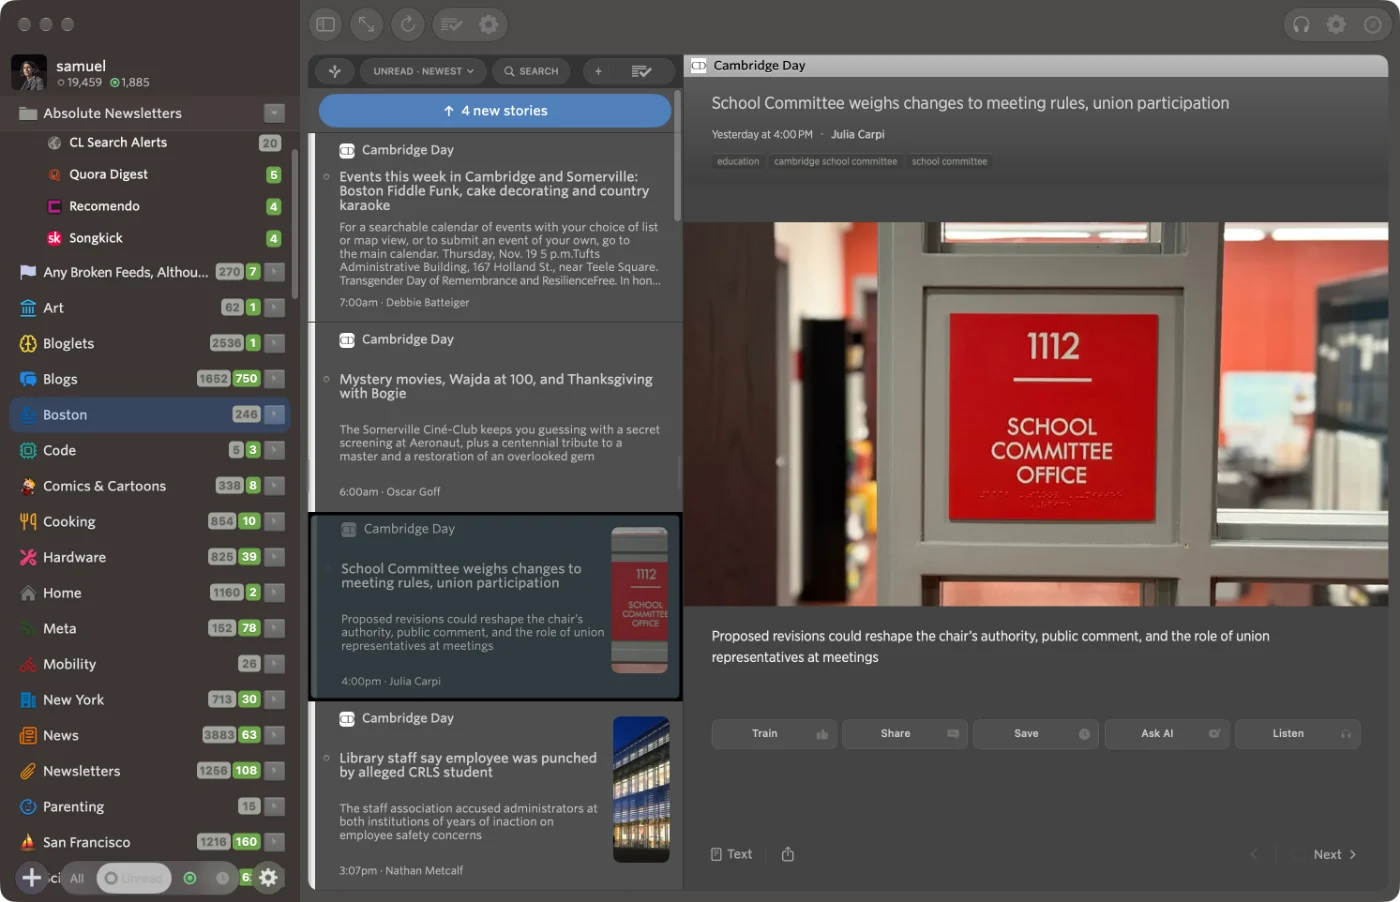 samuel
19,459 1,885
Absolute Newsletters
CL Search Alerts 20
Quora Digest 5
Recomendo 4
sk Songkick 4
Any Broken Feeds, Althou... 270 7
Art 62 1
Bloglets 2536 1
Blogs 1652 750
Boston 246
Code 5 3
Comics & Cartoons 338 8
Cooking 854 10
Hardware 825 39
Home 1160 2
Meta 152 78
Mobility 26
New York 713 30
News 3883 63
Newsletters 1256 108
Parenting 15
San Francisco 1216 160
All Unread
UNREAD · NEWEST SEARCH +
↑ 4 new stories
CD Cambridge Day
Events this week in Cambridge and Somerville:
Boston Fiddle Funk, cake decorating and country
karaoke
For a searchable calendar of events with your choice of list
or map view, or to submit an event of your own, go to
the main calendar. Thursday, Nov. 19 5 p.m.Tufts
Administrative Building, 167 Holland St., near Teele Square.
Transgender Day of Remembrance and ResilienceFree. In hon...
7:00am · Debbie Batteiger
CD Cambridge Day
Mystery movies, Wajda at 100, and Thanksgiving
with Bogie
The Somerville Ciné-Club keeps you guessing with a secret
screening at Aeronaut, plus a centennial tribute to a
master and a restoration of an overlooked gem
6:00am · Oscar Goff
CD Cambridge Day
School Committee weighs changes to
meeting rules, union participation
Proposed revisions could reshape the chair's
authority, public comment, and the role of union
representatives at meetings
4:00pm · Julia Carpi
1112
SCHOOL
COMMITTEE
OFFICE
CD Cambridge Day
Library staff say employee was punched
by alleged CRLS student
The staff association accused administrators at
both institutions of years of inaction on
employee safety concerns
3:07pm · Nathan Metcalf
CD Cambridge Day
School Committee weighs changes to meeting rules, union participation
Yesterday at 4:00 PM · Julia Carpi
education cambridge school committee school committee
1112
SCHOOL
COMMITTEE
OFFICE
Proposed revisions could reshape the chair's authority, public comment, and the role of union
representatives at meetings
Train Share Save Ask AI Listen
Text Next